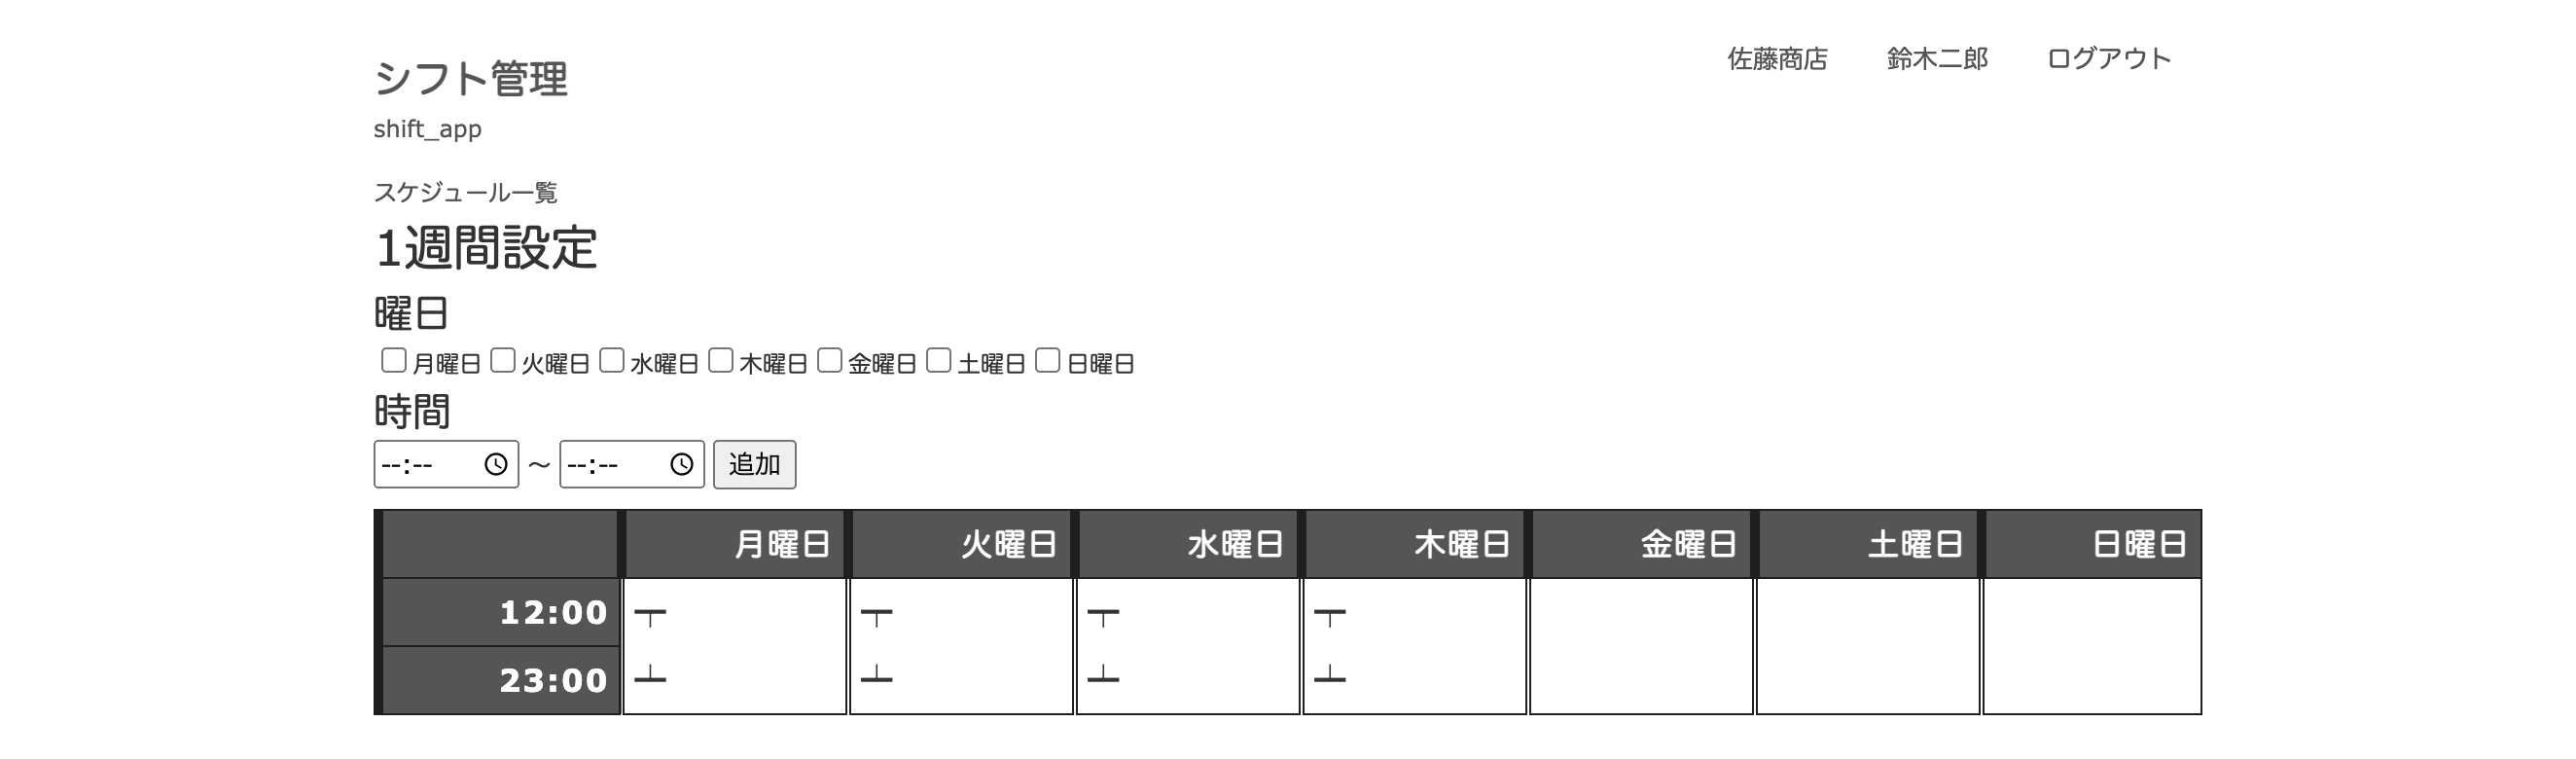 シフト管理
shift_app
佐藤商店 鈴木二郎 ログアウト
スケジュール一覧
1週間設定
曜日
月曜日 火曜日 水曜日 木曜日 金曜日 土曜日 日曜日
時間
--:-- ～ --:-- 追加
月曜日 火曜日 水曜日 木曜日 金曜日 土曜日 日曜日
12:00 ┯ ┯ ┯ ┯
23:00 ┷ ┷ ┷ ┷